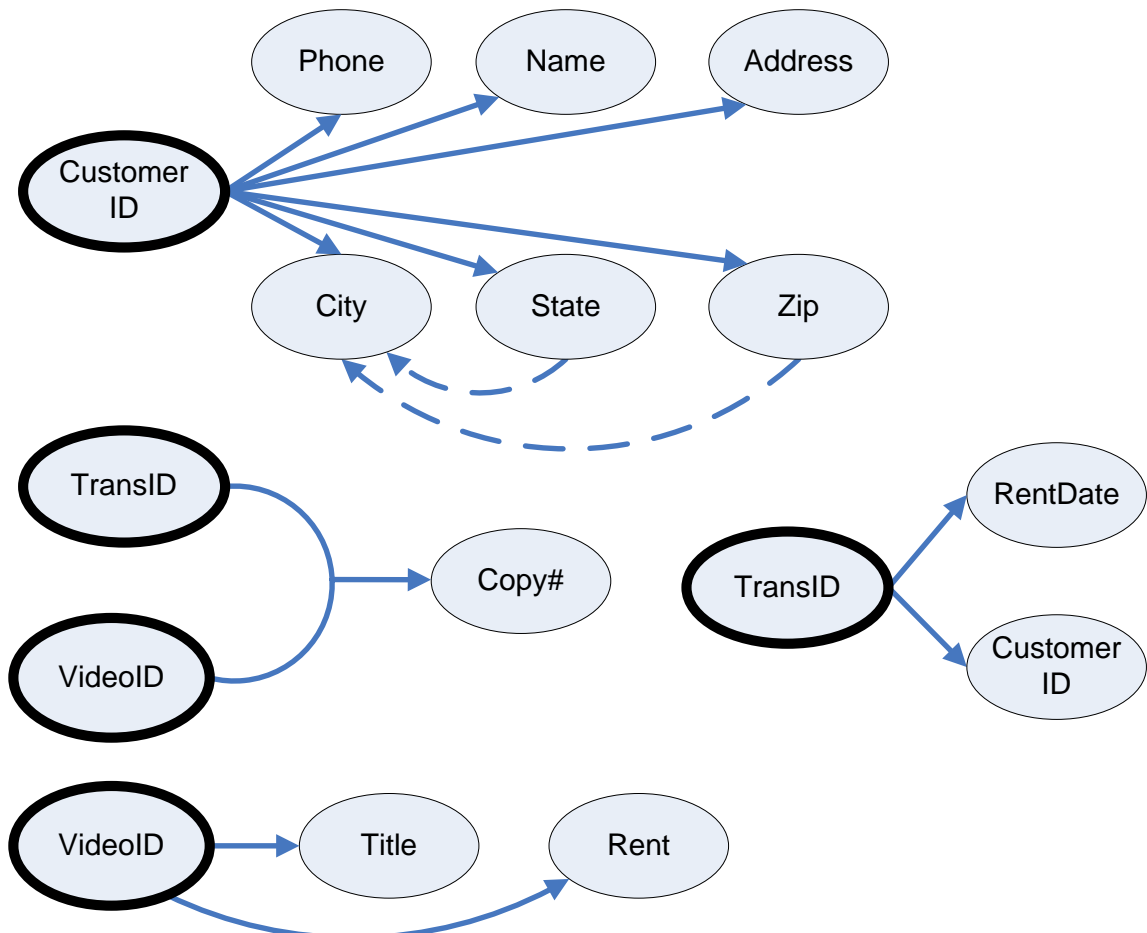 Phone
Name
Address
Customer
ID
City
State
Zip
TransID
RentDate
Copy#
TransID
VideoID
Customer
ID
VideoID
Title
Rent